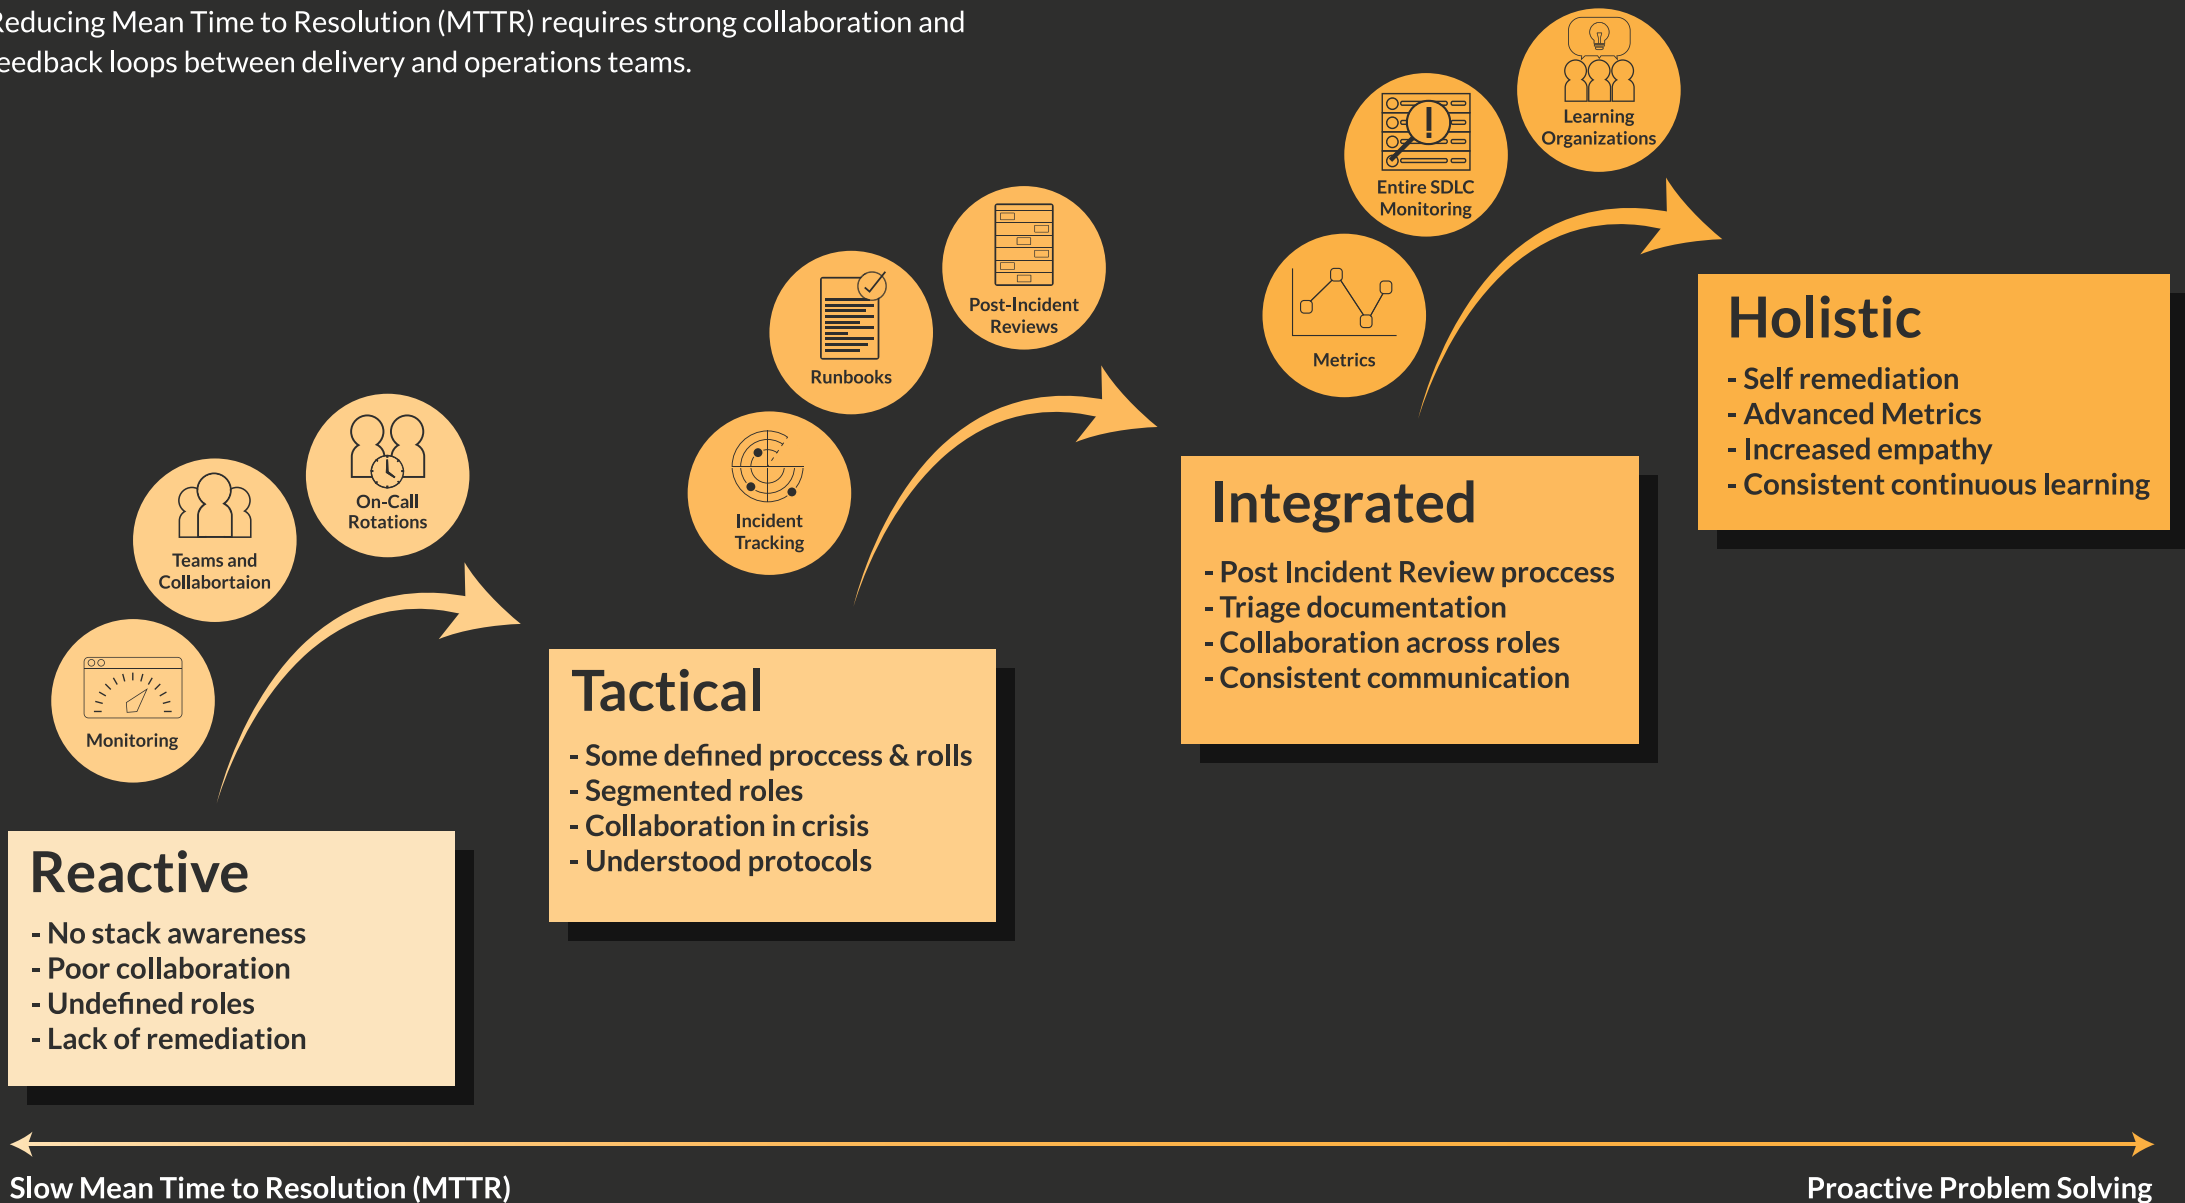 Reducing Mean Time to Resolution (MTTR) requires strong collaboration and
feedback loops between delivery and operations teams.
Learning
Organizations
Entire SDLC
Monitoring
Metrics
Holistic
- Self remediation
- Advanced Metrics
- Increased empathy
- Consistent continuous learning
Post-Incident
Reviews
Runbooks
Incident
Tracking
Integrated
- Post Incident Review proccess
- Triage documentation
- Collaboration across roles
- Consistent communication
On-Call
Rotations
Teams and
Collabortaion
Monitoring
Tactical
- Some defined proccess & rolls
- Segmented roles
- Collaboration in crisis
- Understood protocols
Reactive
- No stack awareness
- Poor collaboration
- Undefined roles
- Lack of remediation
Slow Mean Time to Resolution (MTTR)
Proactive Problem Solving